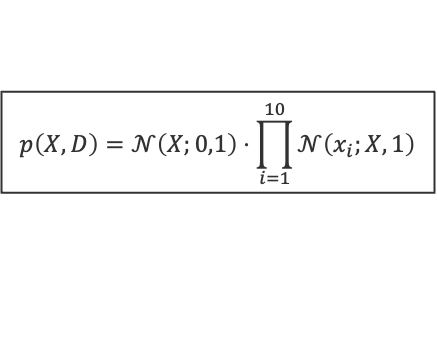 p(X, D) = 𝒩(X; 0,1) · ∏_{i=1}^{10} 𝒩(x_i; X, 1)